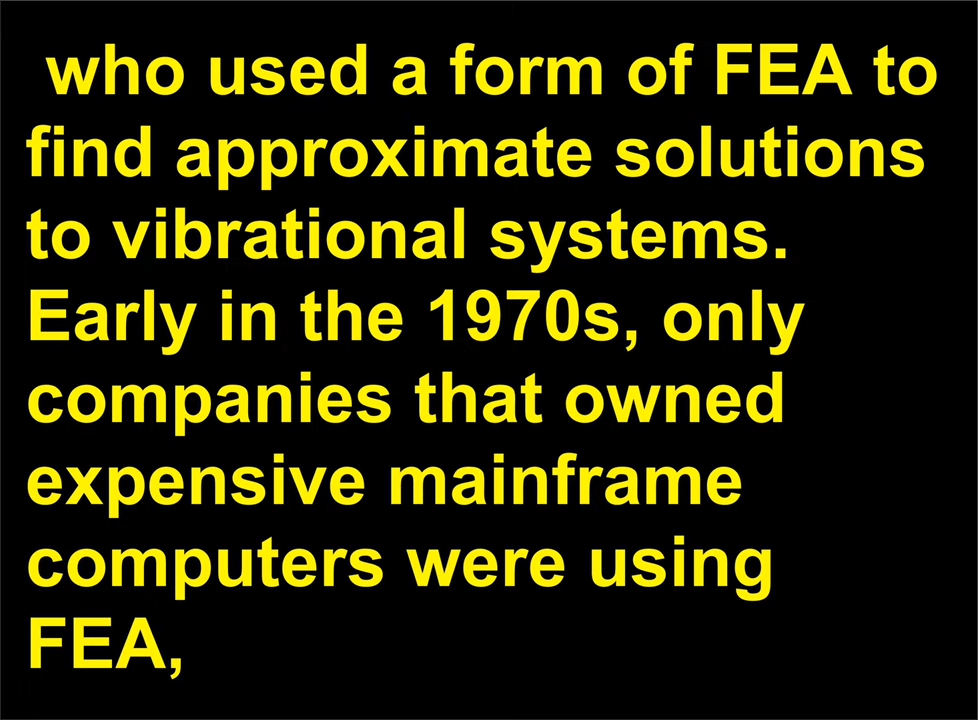 who used a form of FEA to
find approximate solutions
to vibrational systems.
Early in the 1970s, only
companies that owned
expensive mainframe
computers were using
FEA,